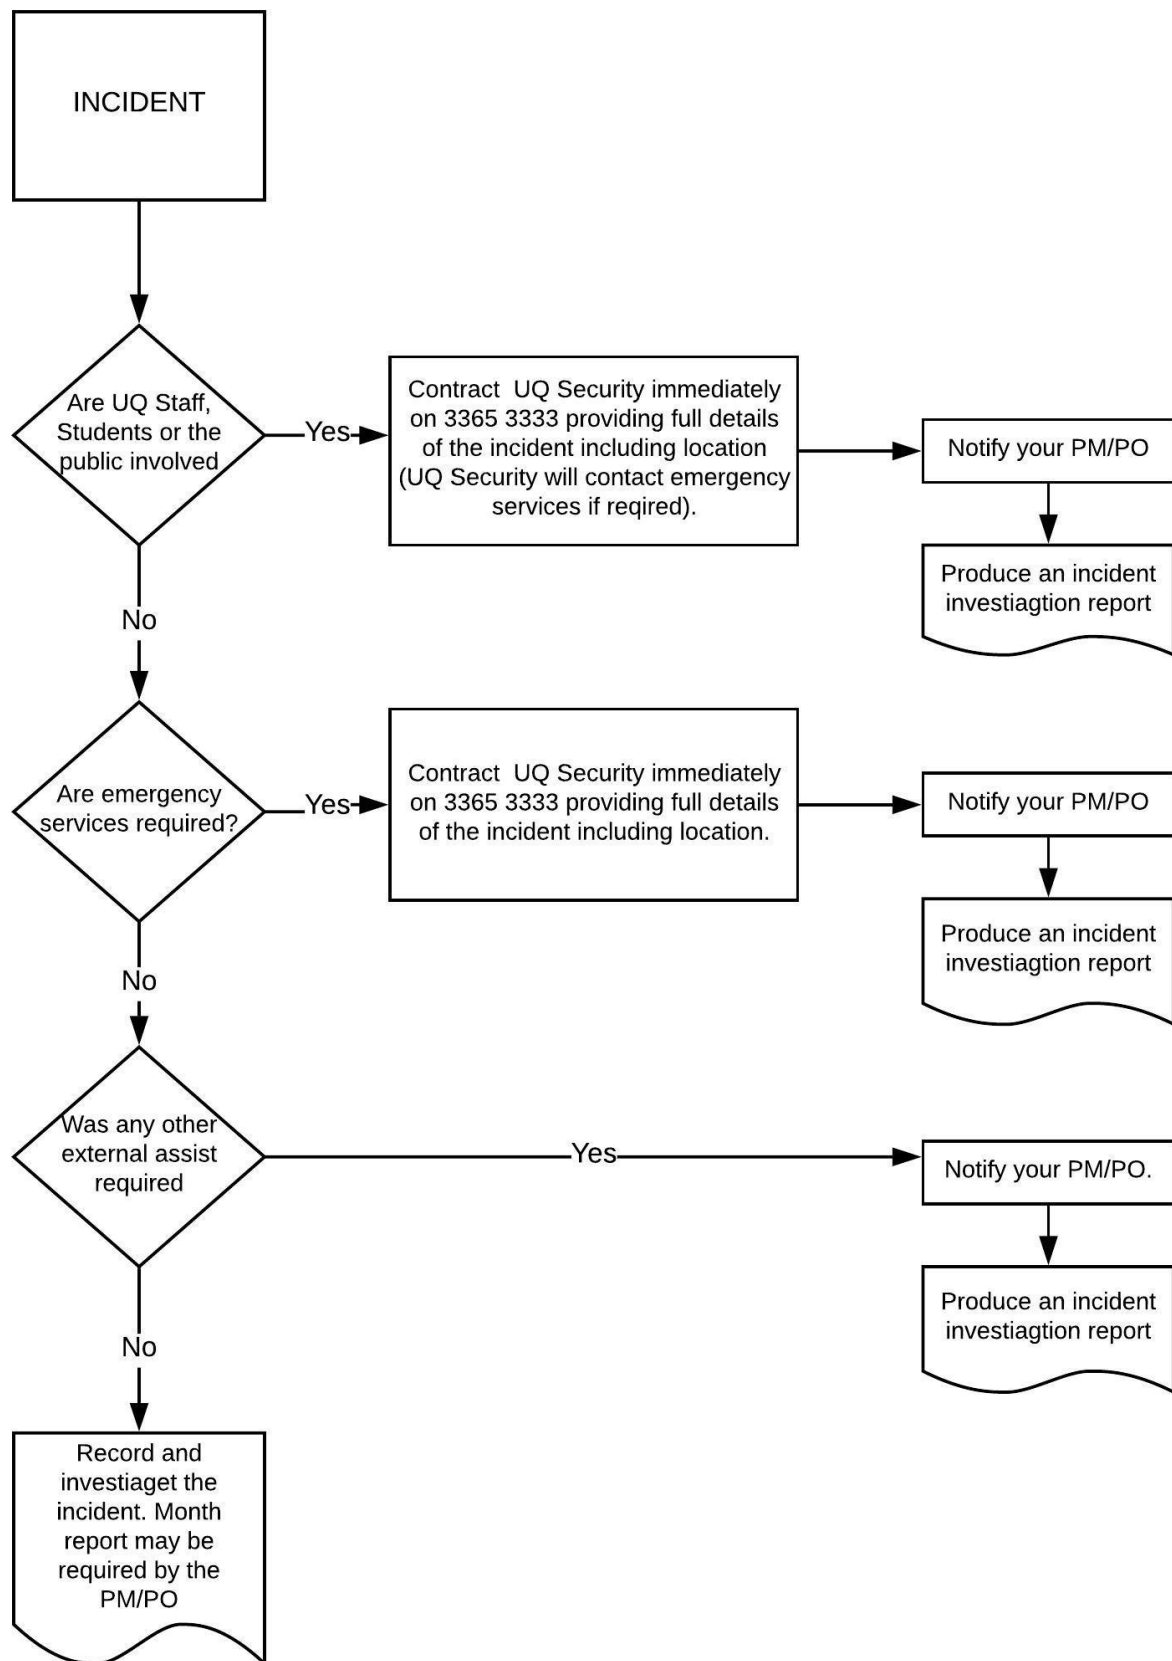 INCIDENT
Are UQ Staff,
Students or the
public involved
Yes
Contract  UQ Security immediately
on 3365 3333 providing full details
of the incident including location
(UQ Security will contact emergency
services if reqired).
Notify your PM/PO
Produce an incident
investiagtion report
No
Are emergency
services required?
Yes
Contract  UQ Security immediately
on 3365 3333 providing full details
of the incident including location.
Notify your PM/PO
Produce an incident
investiagtion report
No
Was any other
external assist
required
Yes
Notify your PM/PO.
Produce an incident
investiagtion report
No
Record and
investiaget the
incident. Month
report may be
required by the
PM/PO